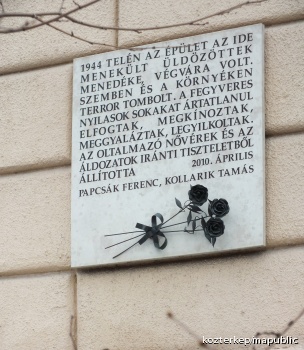 1944 TELÉN AZ ÉPÜLET AZ IDE
MENEKÜLT ÜLDÖZÖTTEK
MENEDÉKE, VÉGVÁRA VOLT.
SZEMBEN ÉS A KÖRNYÉKEN
TERROR TOMBOLT. A FEGYVERES
NYILASOK SOKAKAT ÁRTATLANUL
ELFOGTAK, MEGKÍNOZTAK,
MEGGYALÁZTAK, LEGYILKOLTAK.
AZ OLTALMAZÓ NŐVÉREK ÉS AZ
ÁLDOZATOK IRÁNTI TISZTELETBŐL
ÁLLÍTOTTA 2010. ÁPRILIS
PAPCSÁK FERENC, KOLLARIK TAMÁS
kozterkep/mapublic